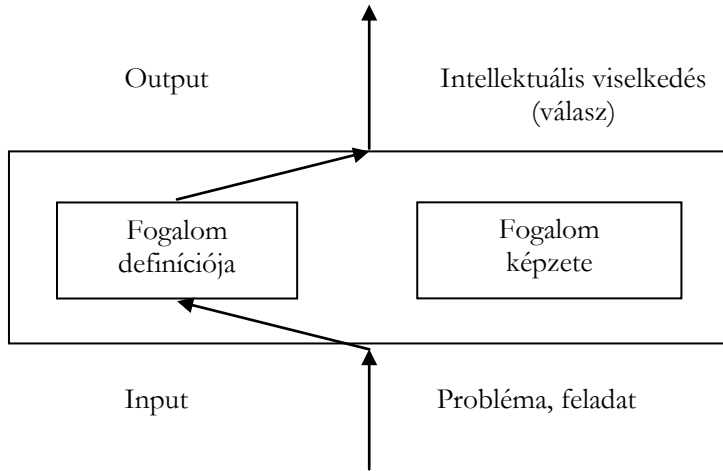 Output
Intellektuális viselkedés
(válasz)
Fogalom
definíciója
Fogalom
képzete
Input
Probléma, feladat